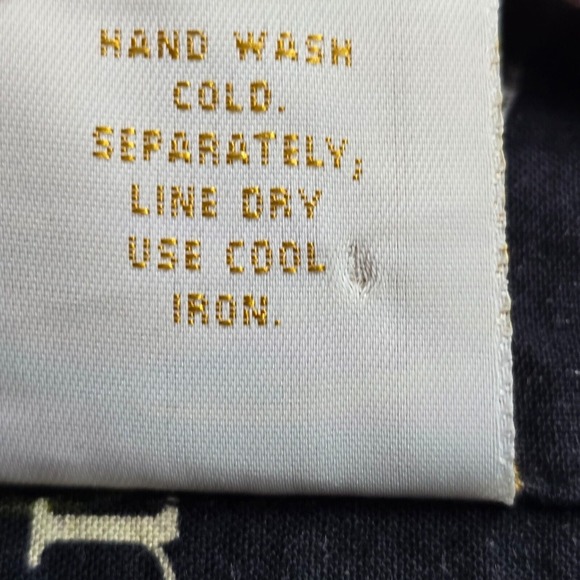 HAND WASH
COLD.
SEPARATELY,
LINE DRY
USE COOL
IRON.